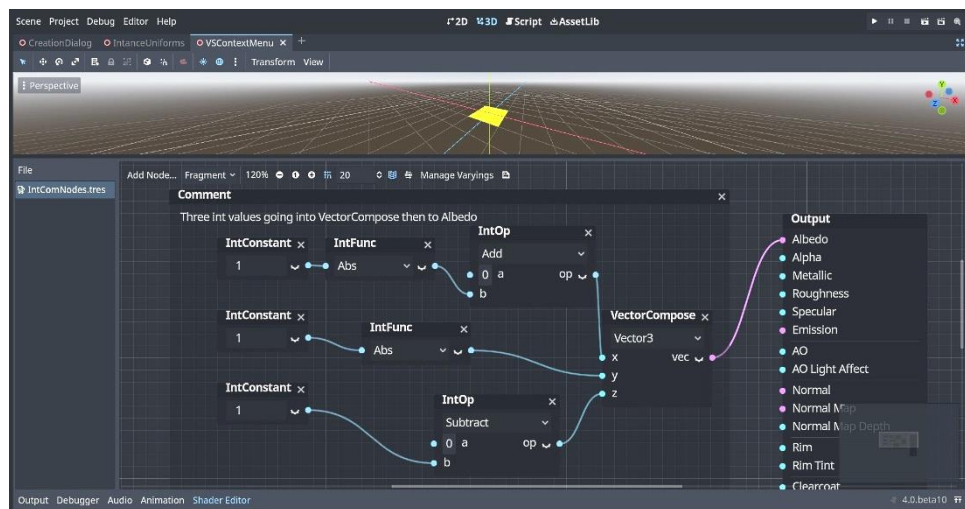 Scene Project Debug Editor Help 2D 3D Script AssetLib
CreationDialog IntanceUniforms VSContextMenu
Transform View
Perspective
File
IntComNodes.tres
Add Node... Fragment 120% 20 Manage Varyings
Comment
Three int values going into VectorCompose then to Albedo
IntConstant
1
IntFunc
Abs
IntOp
Add
0 a op
b
IntConstant
1
IntFunc
Abs
IntConstant
1
IntOp
Subtract
0 a op
b
VectorCompose
Vector3
x vec
y
z
Output
Albedo
Alpha
Metallic
Roughness
Specular
Emission
AO
AO Light Affect
Normal
Normal Map
Normal Map Depth
Rim
Rim Tint
Clearcoat
Output Debugger Audio Animation Shader Editor 4.0.beta10